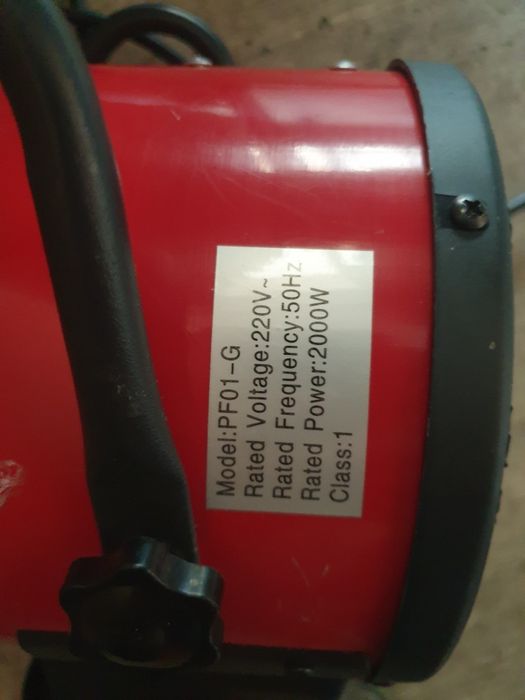 Model:PF01-G
Rated Voltage:220V~
Rated Frequency:50Hz
Rated Power:2000W
Class:1